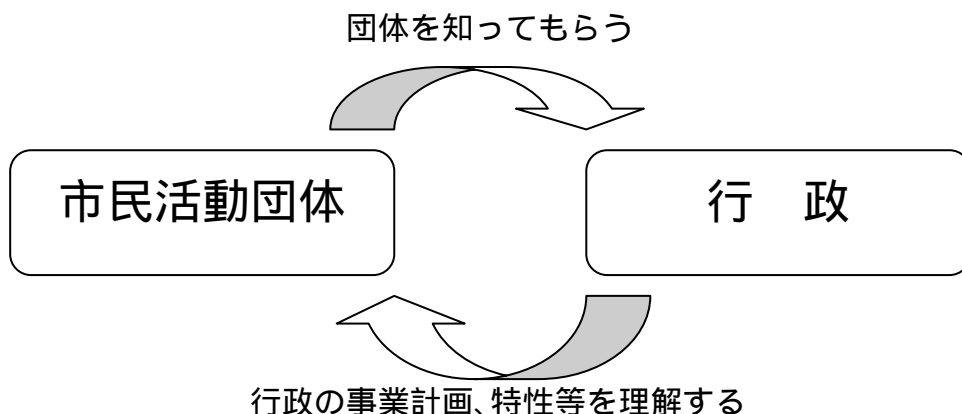 団体を知ってもらう
市民活動団体
行　政
行政の事業計画、特性等を理解する